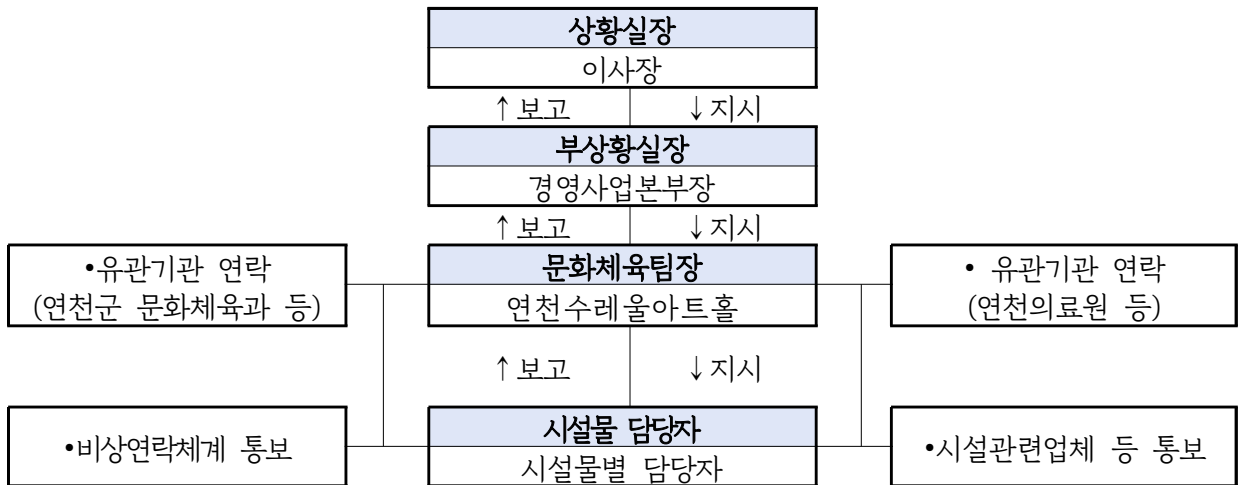 상황실장
이사장
↑보고 ↓지시
부상황실장
경영사업본부장
↑보고 ↓지시
•유관기관 연락
(연천군 문화체육과 등)
문화체육팀장
연천수레울아트홀
• 유관기관 연락
(연천의료원 등)
↑보고 ↓지시
•비상연락체계 통보
시설물 담당자
시설물별 담당자
•시설관련업체 등 통보